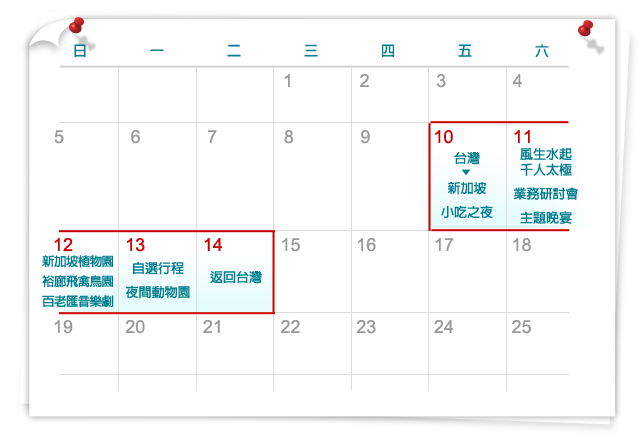 日 一 二 三 四 五 六
1 2 3 4
5 6 7 8 9 10 11
台灣
新加坡
小吃之夜
風生水起
千人太極
業務研討會
主題晚宴
12 13 14 15 16 17 18
新加坡植物園
裕廊飛禽鳥園
百老匯音樂劇
自選行程
夜間動物園
返回台灣
19 20 21 22 23 24 25